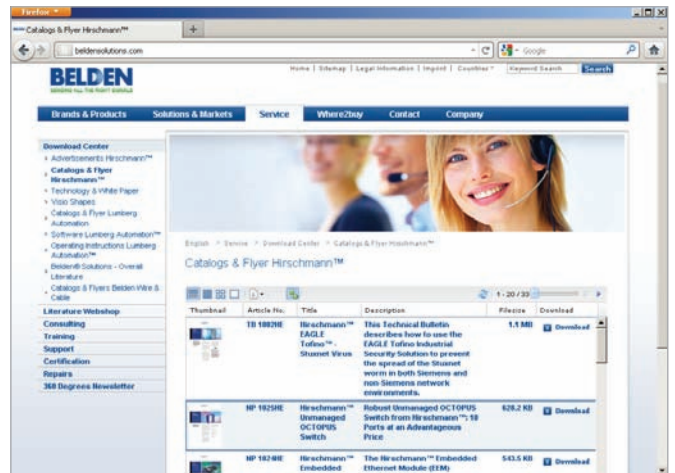 Firefox
Catalogs & Flyer Hirschmann™
beldensolutions.com
Google
Home | Sitemap | Legal Information | Imprint | Countries
Keyword Search
Search
BELDEN
SENDING ALL THE RIGHT SIGNALS
Brands & Products
Solutions & Markets
Service
Where2buy
Contact
Company
Download Center
Advertisements Hirschmann™
Catalogs & Flyer
Hirschmann™
Technology & White Paper
Visio Shapes
Catalogs & Flyer Lumberg
Automation
Software Lumberg Automation™
Operating Instructions Lumberg
Automation™
Belden® Solutions - Overall
Literature
Catalogs & Flyers Belden Wire &
Cable
Literature Webshop
Consulting
Training
Support
Certification
Repairs
360 Degrees Newsletter
English > Service > Download Center > Catalogs & Flyer Hirschmann™
Catalogs & Flyer Hirschmann™
1 - 20 / 33
Thumbnail
Article No.
Title
Description
Filesize
Download
TB 1002HE
Hirschmann™
EAGLE
Tofino™ -
Stuxnet Virus
This Technical Bulletin
describes how to use the
EAGLE Tofino Industrial
Security Solution to prevent
the spread of the Stuxnet
worm in both Siemens and
non-Siemens network
environments.
1.1 MB
Download
NP 1025HE
Hirschmann™
Unmanaged
OCTOPUS
Switch
Robust Unmanaged OCTOPUS
Switch from Hirschmann™: 10
Ports at an Advantageous
Price
628.2 KB
Download
NP 1024HE
Hirschmann™
Embedded
The Hirschmann™ Embedded
Ethernet Module (EEM)
543.5 KB
Download